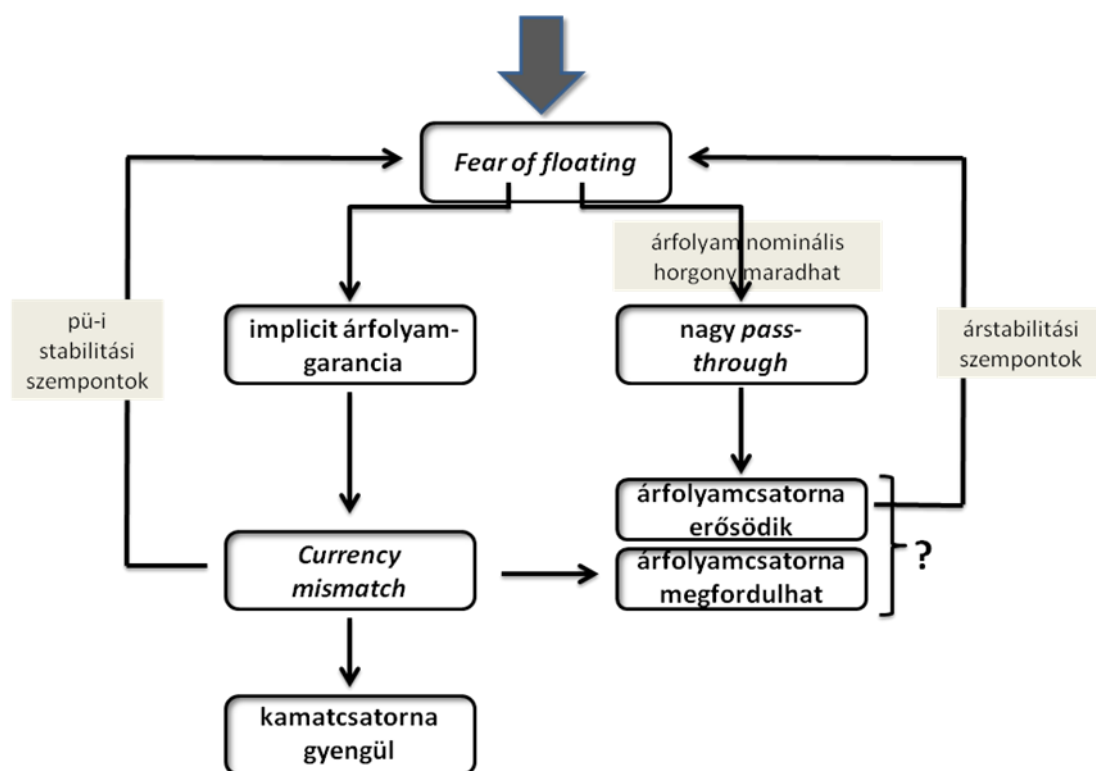 Fear of floating
árfolyam nominális
horgony maradhat
pü-i
stabilitási
szempontok
implicit árfolyam-
garancia
nagy pass-
through
árstabilitási
szempontok
árfolyamcsatorna
erősödik
?
Currency
mismatch
árfolyamcsatorna
megfordulhat
kamatcsatorna
gyengül